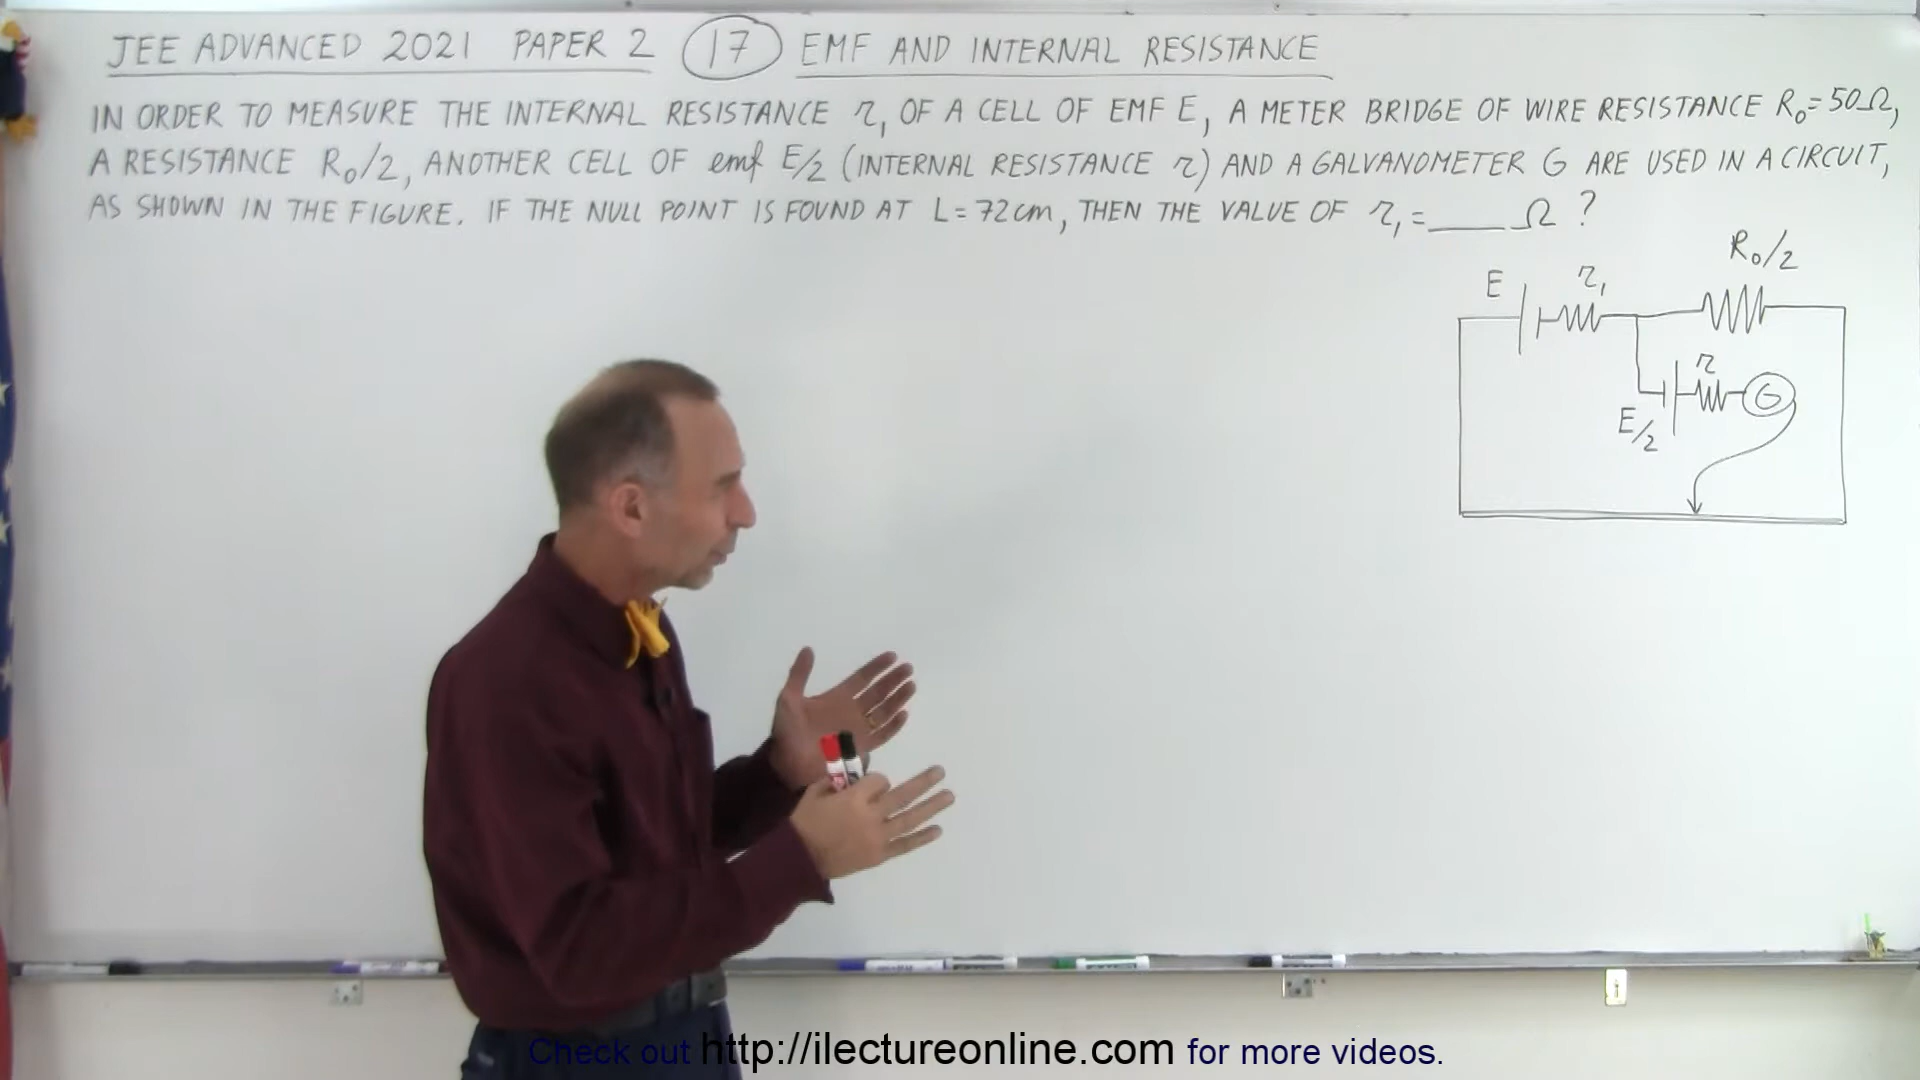 JEE ADVANCED 2021 PAPER 2 17 EMF AND INTERNAL RESISTANCE
IN ORDER TO MEASURE THE INTERNAL RESISTANCE r₁ OF A CELL OF EMF E, A METER BRIDGE OF WIRE RESISTANCE R₀=50Ω,
A RESISTANCE R₀/2, ANOTHER CELL OF emf E/2 (INTERNAL RESISTANCE r) AND A GALVANOMETER G ARE USED IN A CIRCUIT,
AS SHOWN IN THE FIGURE. IF THE NULL POINT IS FOUND AT L=72cm, THEN THE VALUE OF r₁=____Ω ?
R₀/2
E r₁
r
G
E/2
Check out http://ilectureonline.com for more videos.